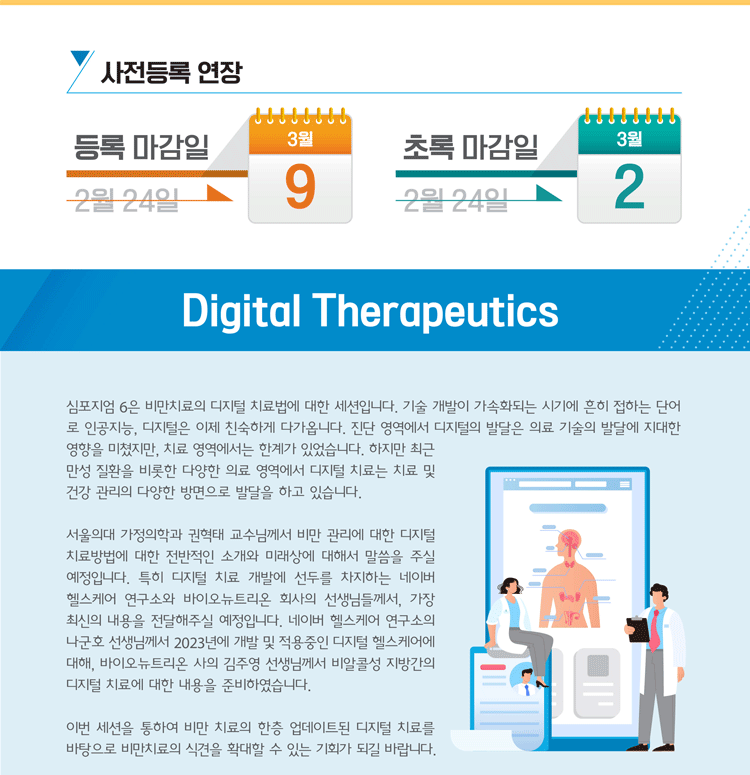 사전등록 연장
등록 마감일
2월 24일
3월
9
초록 마감일
2월 24일
3월
2
Digital Therapeutics
심포지엄 6은 비만치료의 디지털 치료법에 대한 세션입니다. 기술 개발이 가속화되는 시기에 흔히 접하는 단어
로 인공지능, 디지털은 이제 친숙하게 다가옵니다. 진단 영역에서 디지털의 발달은 의료 기술의 발달에 지대한
영향을 미쳤지만, 치료 영역에서는 한계가 있었습니다. 하지만 최근
만성 질환을 비롯한 다양한 의료 영역에서 디지털 치료는 치료 및
건강 관리의 다양한 방면으로 발달을 하고 있습니다.
서울의대 가정의학과 권혁태 교수님께서 비만 관리에 대한 디지털
치료방법에 대한 전반적인 소개와 미래상에 대해서 말씀을 주실
예정입니다. 특히 디지털 치료 개발에 선두를 차지하는 네이버
헬스케어 연구소와 바이오뉴트리온 회사의 선생님들께서, 가장
최신의 내용을 전달해주실 예정입니다. 네이버 헬스케어 연구소의
나군호 선생님께서 2023년에 개발 및 적용중인 디지털 헬스케어에
대해, 바이오뉴트리온 사의 김주영 선생님께서 비알콜성 지방간의
디지털 치료에 대한 내용을 준비하였습니다.
이번 세션을 통하여 비만 치료의 한층 업데이트된 디지털 치료를
바탕으로 비만치료의 식견을 확대할 수 있는 기회가 되길 바랍니다.